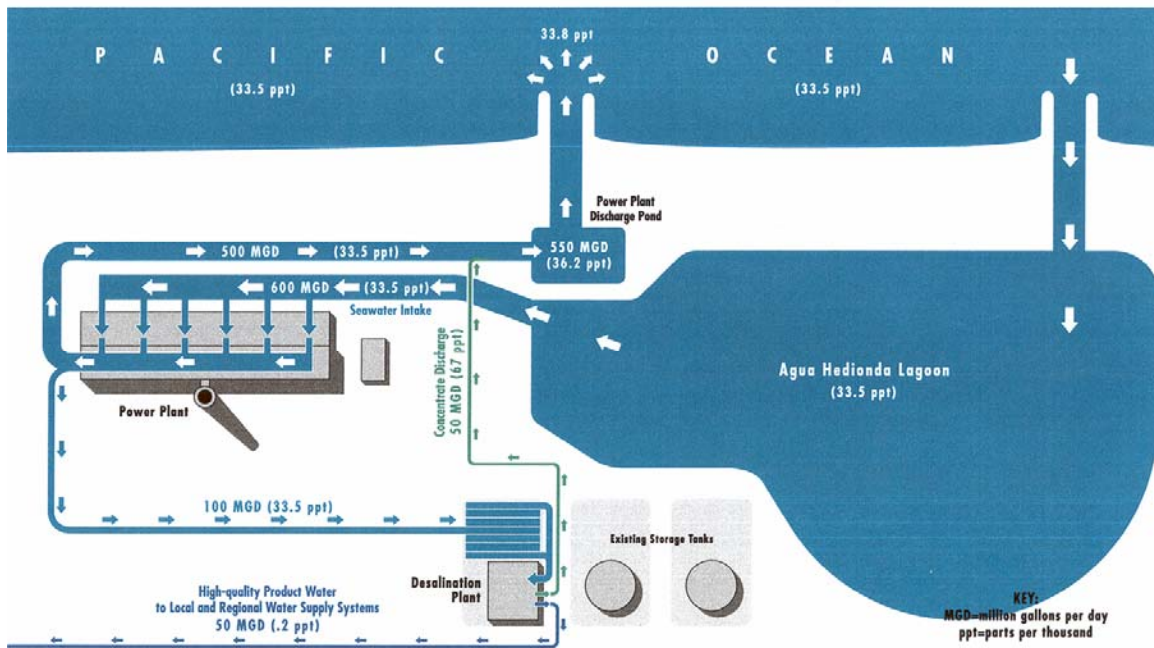 33.8 ppt
PACIFIC OCEAN
(33.5 ppt)
(33.5 ppt)
Power Plant
Discharge Pond
500 MGD
(33.5 ppt)
550 MGD
(36.2 ppt)
600 MGD
(33.5 ppt)
Seawater Intake
Agua Hedionda Lagoon
(33.5 ppt)
Power Plant
Concentrate Discharge
50 MGD (67 ppt)
100 MGD (33.5 ppt)
Existing Storage Tanks
Desalination
Plant
High-quality Product Water
to Local and Regional Water Supply Systems
50 MGD (.2 ppt)
KEY:
MGD=million gallons per day
ppt=parts per thousand